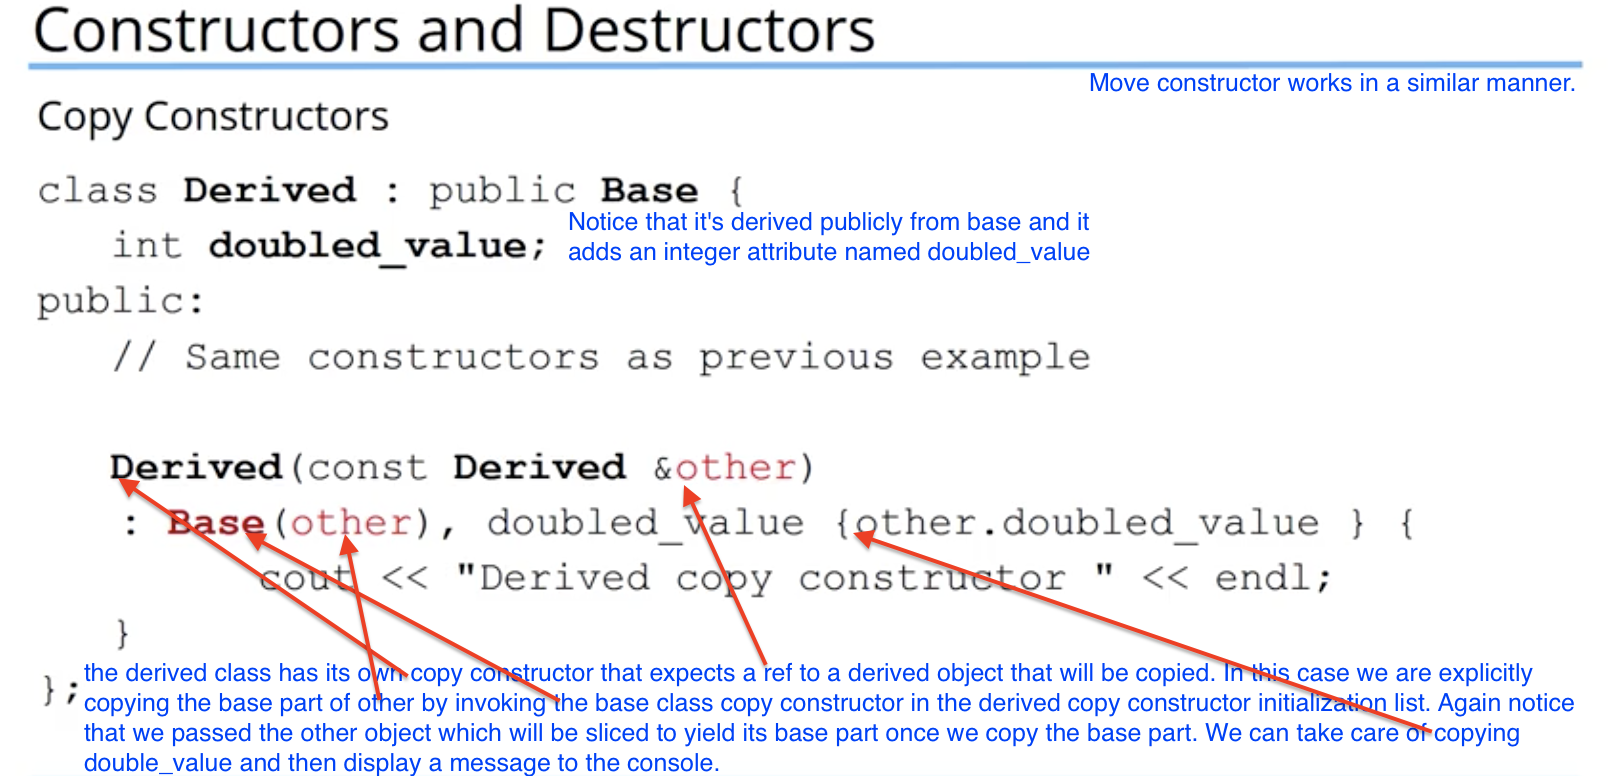 Constructors and Destructors
Move constructor works in a similar manner.
Copy Constructors
class Derived : public Base {
Notice that it's derived publicly from base and it
int doubled_value;
adds an integer attribute named doubled_value
public:
// Same constructors as previous example
Derived(const Derived &other)
: Base(other), doubled_value {other.doubled_value } {
cout << "Derived copy constructor " << endl;
}
};
the derived class has its own copy constructor that expects a ref to a derived object that will be copied. In this case we are explicitly
copying the base part of other by invoking the base class copy constructor in the derived copy constructor initialization list. Again notice
that we passed the other object which will be sliced to yield its base part once we copy the base part. We can take care of copying
double_value and then display a message to the console.